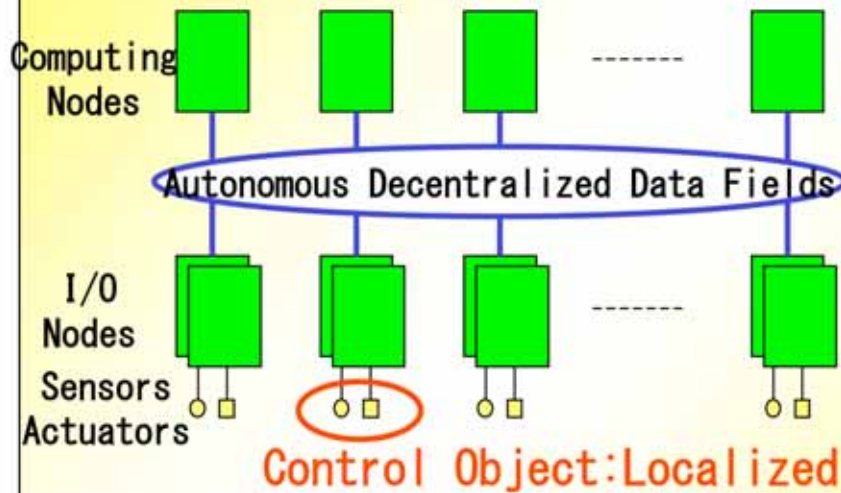 Computing
Nodes
Autonomous Decentralized Data Fields
I/O
Nodes
Sensors
Actuators
Control Object:Localized